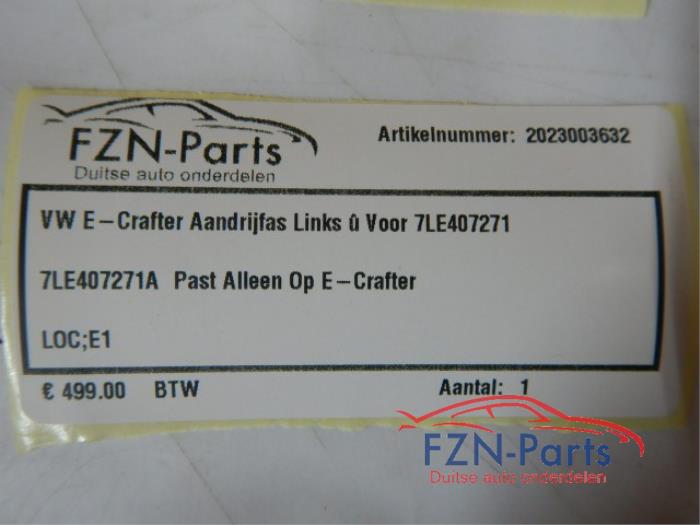 FZN-Parts
Duitse auto onderdelen
Artikelnummer: 2023003632
VW E-Crafter Aandrijfas Links û Voor 7LE407271
7LE407271A Past Alleen Op E-Crafter
LOC;E1
€ 499.00 BTW
Aantal: 1
FZN-Parts
Duitse auto onderdelen